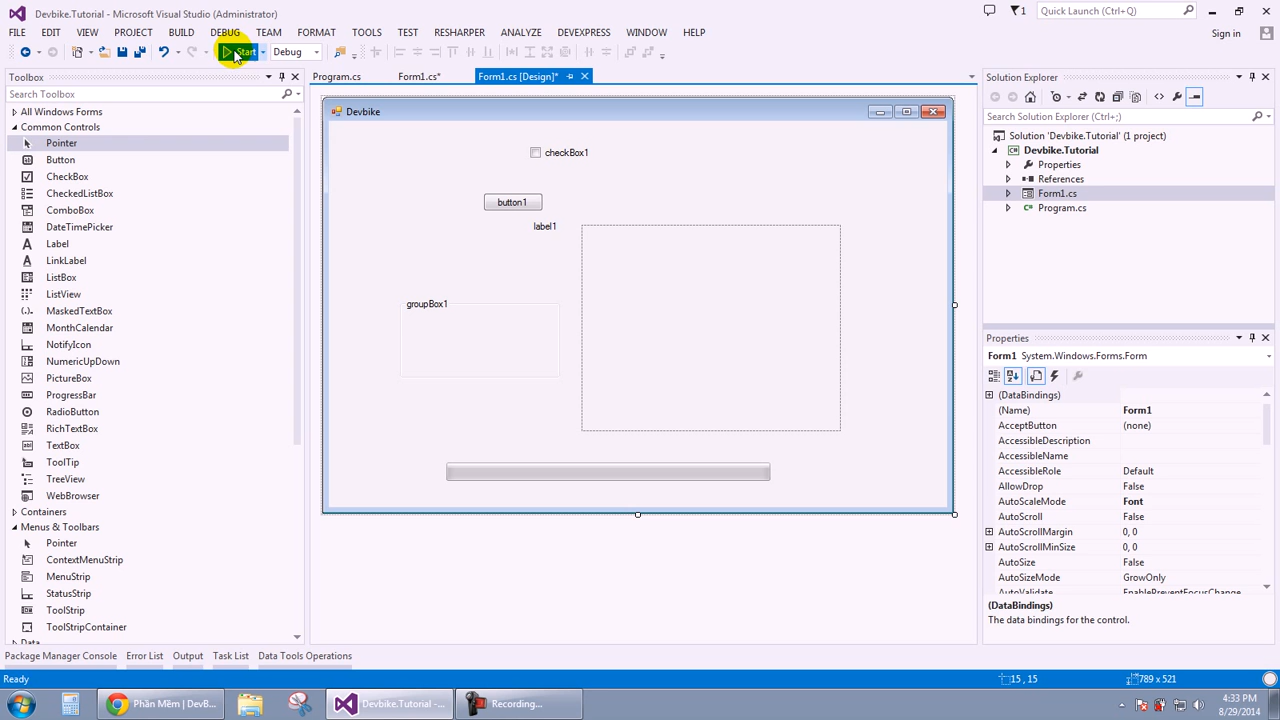 Devbike.Tutorial - Microsoft Visual Studio (Administrator)
1
Quick Launch (Ctrl+Q)
FILE EDIT VIEW PROJECT BUILD DEBUG TEAM FORMAT TOOLS TEST RESHARPER ANALYZE DEVEXPRESS WINDOW HELP
Sign in
Start Debug
Toolbox
Search Toolbox
All Windows Forms
Common Controls
Pointer
Button
CheckBox
CheckedListBox
ComboBox
DateTimePicker
Label
LinkLabel
ListBox
ListView
MaskedTextBox
MonthCalendar
NotifyIcon
NumericUpDown
PictureBox
ProgressBar
RadioButton
RichTextBox
TextBox
ToolTip
TreeView
WebBrowser
Containers
Menus & Toolbars
Pointer
ContextMenuStrip
MenuStrip
StatusStrip
ToolStrip
ToolStripContainer
Data
Program.cs Form1.cs* Form1.cs [Design]*
Devbike
checkBox1
button1
label1
groupBox1
Solution Explorer
Search Solution Explorer (Ctrl+;)
Solution 'Devbike.Tutorial' (1 project)
Devbike.Tutorial
Properties
References
Form1.cs
Program.cs
Properties
Form1 System.Windows.Forms.Form
(DataBindings)
(Name) Form1
AcceptButton (none)
AccessibleDescription
AccessibleName
AccessibleRole Default
AllowDrop False
AutoScaleMode Font
AutoScroll False
AutoScrollMargin 0, 0
AutoScrollMinSize 0, 0
AutoSize False
AutoSizeMode GrowOnly
AutoValidate EnablePreventFocusChange
(DataBindings)
The data bindings for the control.
Package Manager Console Error List Output Task List Data Tools Operations
Ready
15 , 15
789 x 521
Phần Mềm | DevB...
Devbike.Tutorial -...
Recording...
4:33 PM
8/29/2014